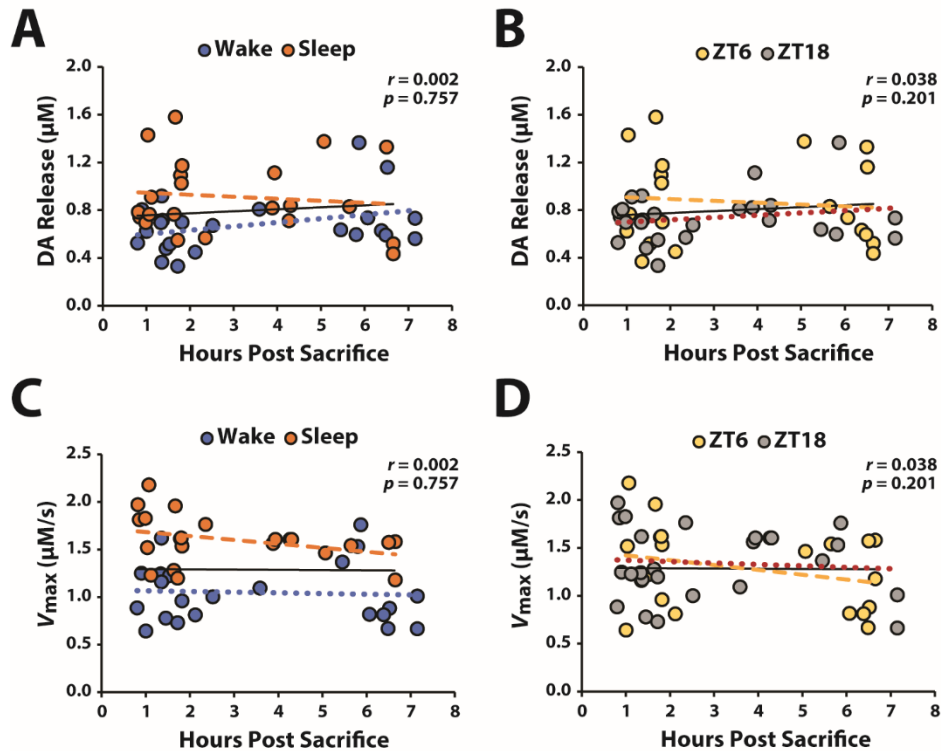 A
Wake Sleep
r = 0.002
p = 0.757
DA Release (µM)
2.0
1.6
1.2
0.8
0.4
0.0
0 1 2 3 4 5 6 7 8
Hours Post Sacrifice
B
ZT6 ZT18
r = 0.038
p = 0.201
DA Release (µM)
2.0
1.6
1.2
0.8
0.4
0.0
0 1 2 3 4 5 6 7 8
Hours Post Sacrifice
C
Wake Sleep
r = 0.002
p = 0.757
Vmax (µM/s)
2.5
2.0
1.5
1.0
0.5
0.0
0 1 2 3 4 5 6 7 8
Hours Post Sacrifice
D
ZT6 ZT18
r = 0.038
p = 0.201
Vmax (µM/s)
2.5
2.0
1.5
1.0
0.5
0.0
0 1 2 3 4 5 6 7 8
Hours Post Sacrifice